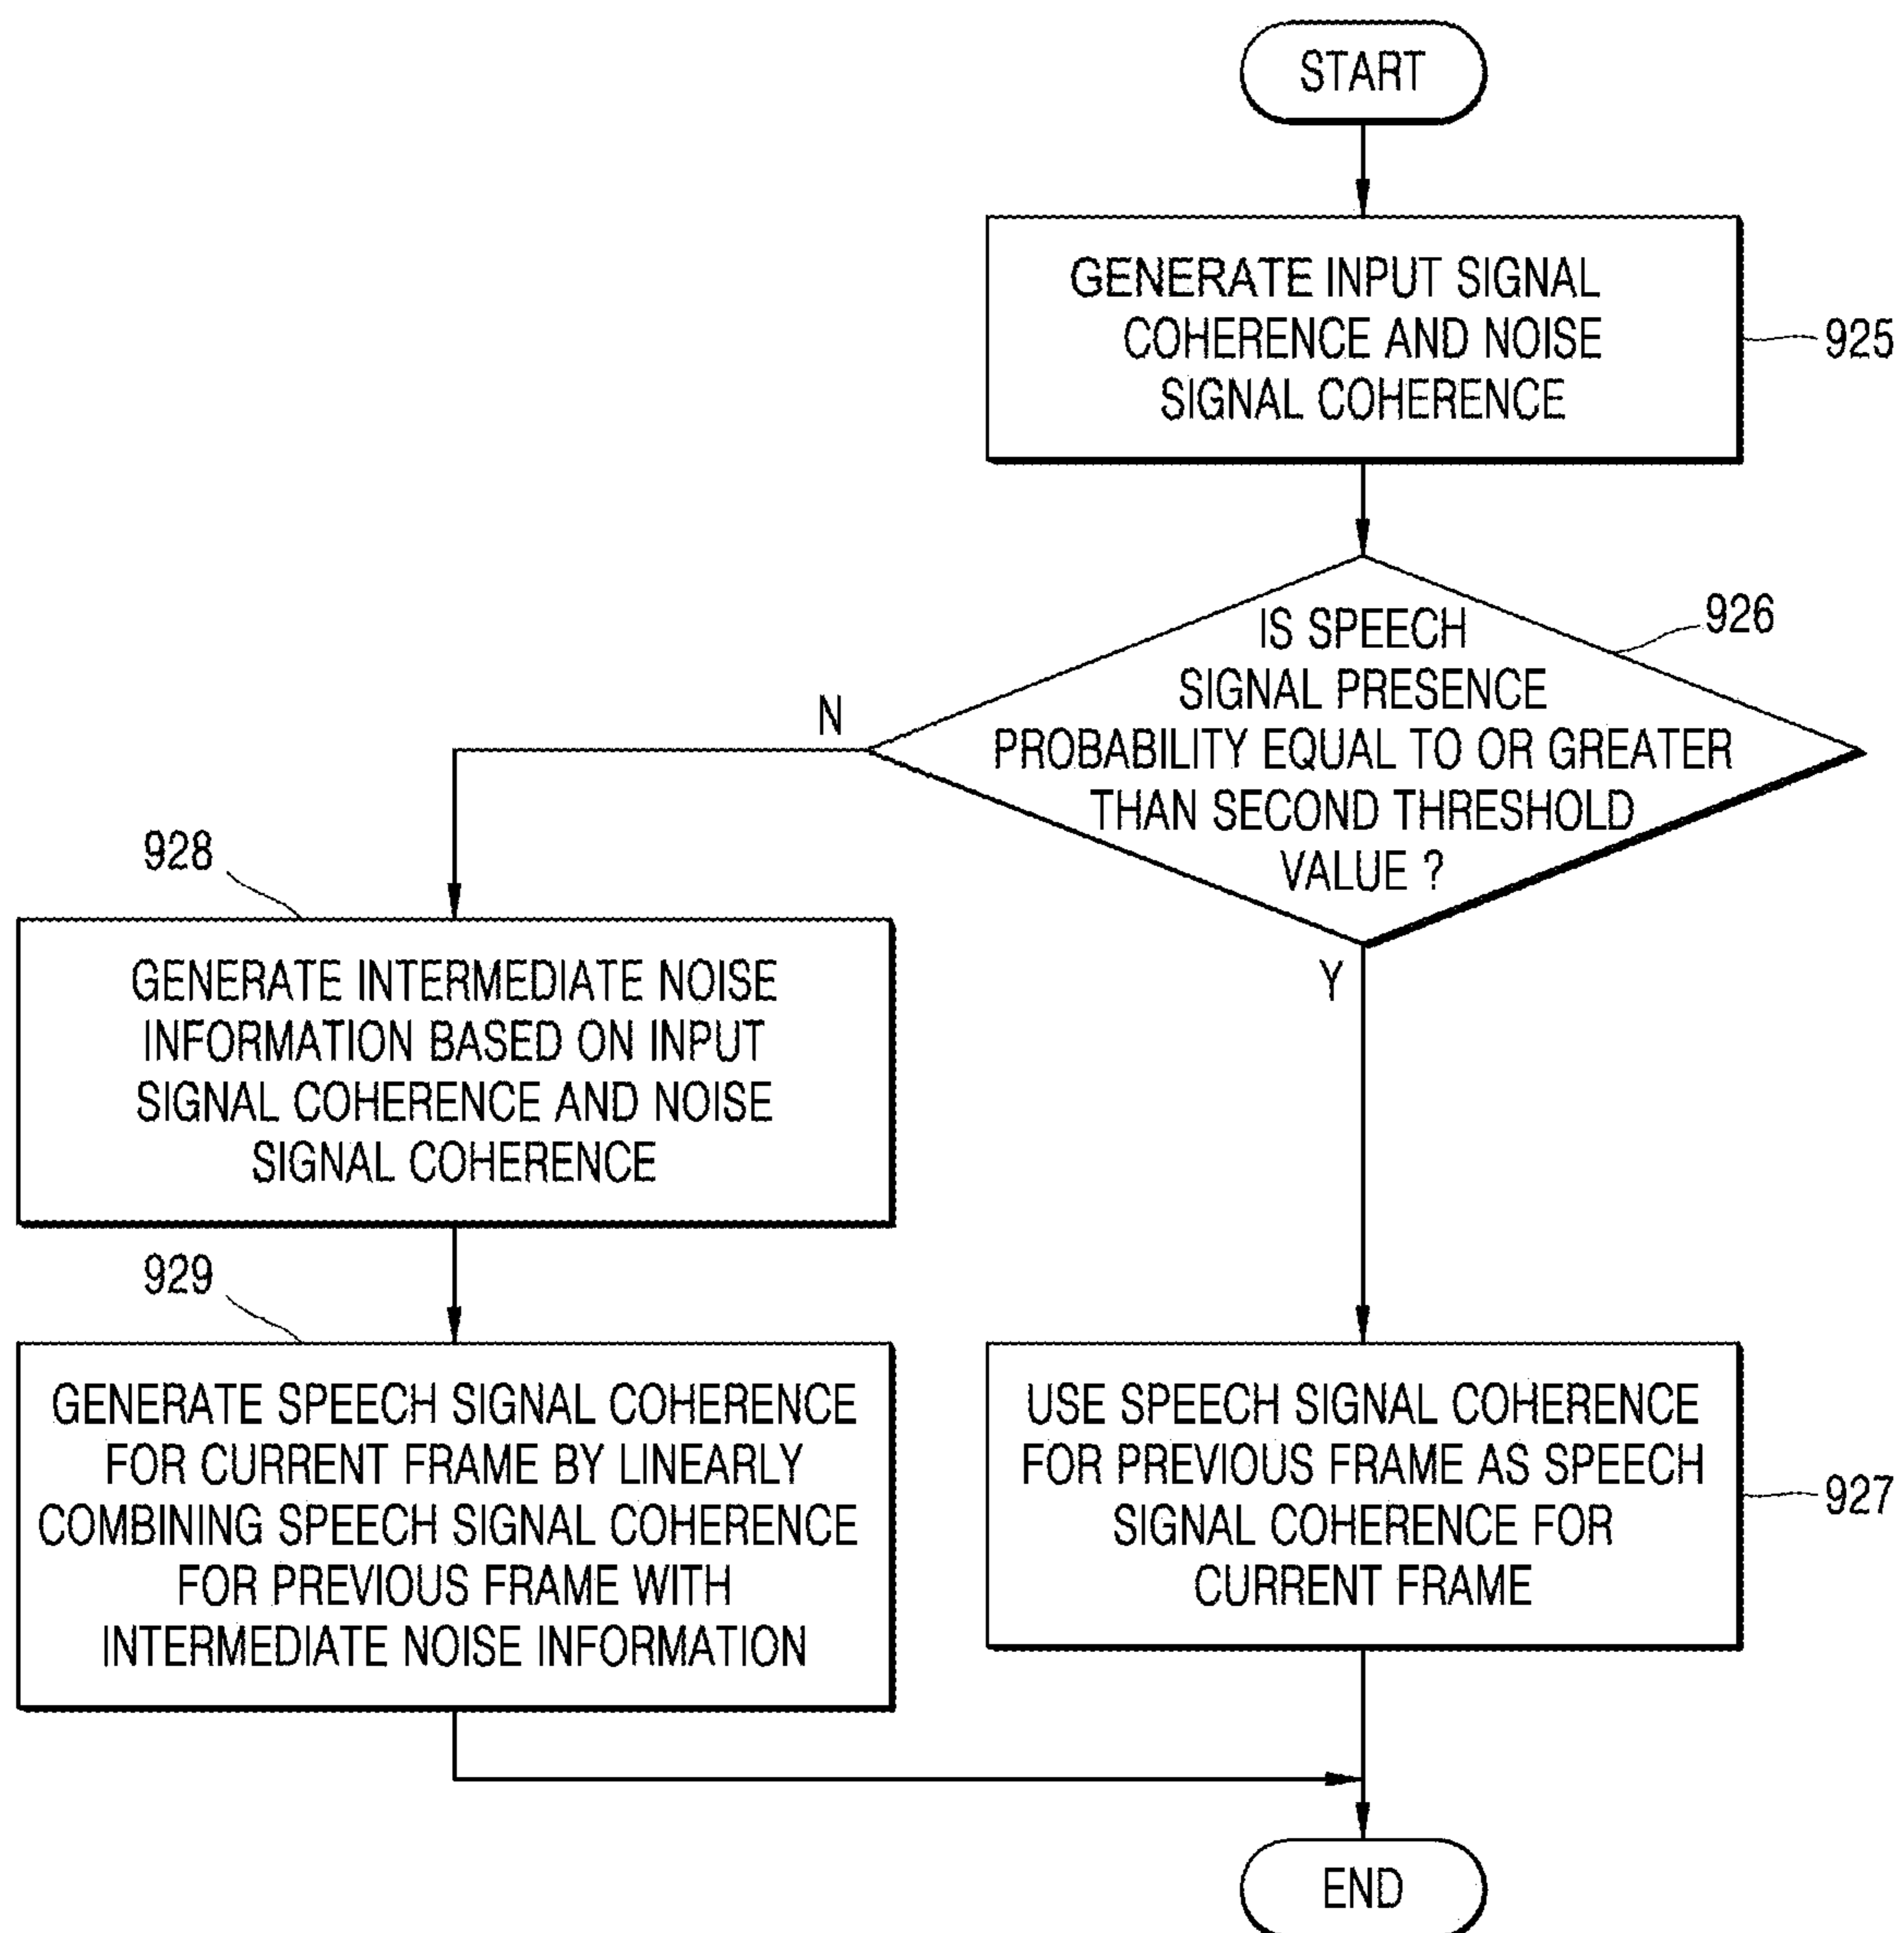 START
GENERATE INPUT SIGNAL
COHERENCE AND NOISE
SIGNAL COHERENCE
925
IS SPEECH
SIGNAL PRESENCE
PROBABILITY EQUAL TO OR GREATER
THAN SECOND THRESHOLD
VALUE ?
926
N
Y
928
GENERATE INTERMEDIATE NOISE
INFORMATION BASED ON INPUT
SIGNAL COHERENCE AND NOISE
SIGNAL COHERENCE
929
GENERATE SPEECH SIGNAL COHERENCE
FOR CURRENT FRAME BY LINEARLY
COMBINING SPEECH SIGNAL COHERENCE
FOR PREVIOUS FRAME WITH
INTERMEDIATE NOISE INFORMATION
USE SPEECH SIGNAL COHERENCE
FOR PREVIOUS FRAME AS SPEECH
SIGNAL COHERENCE FOR
CURRENT FRAME
927
END